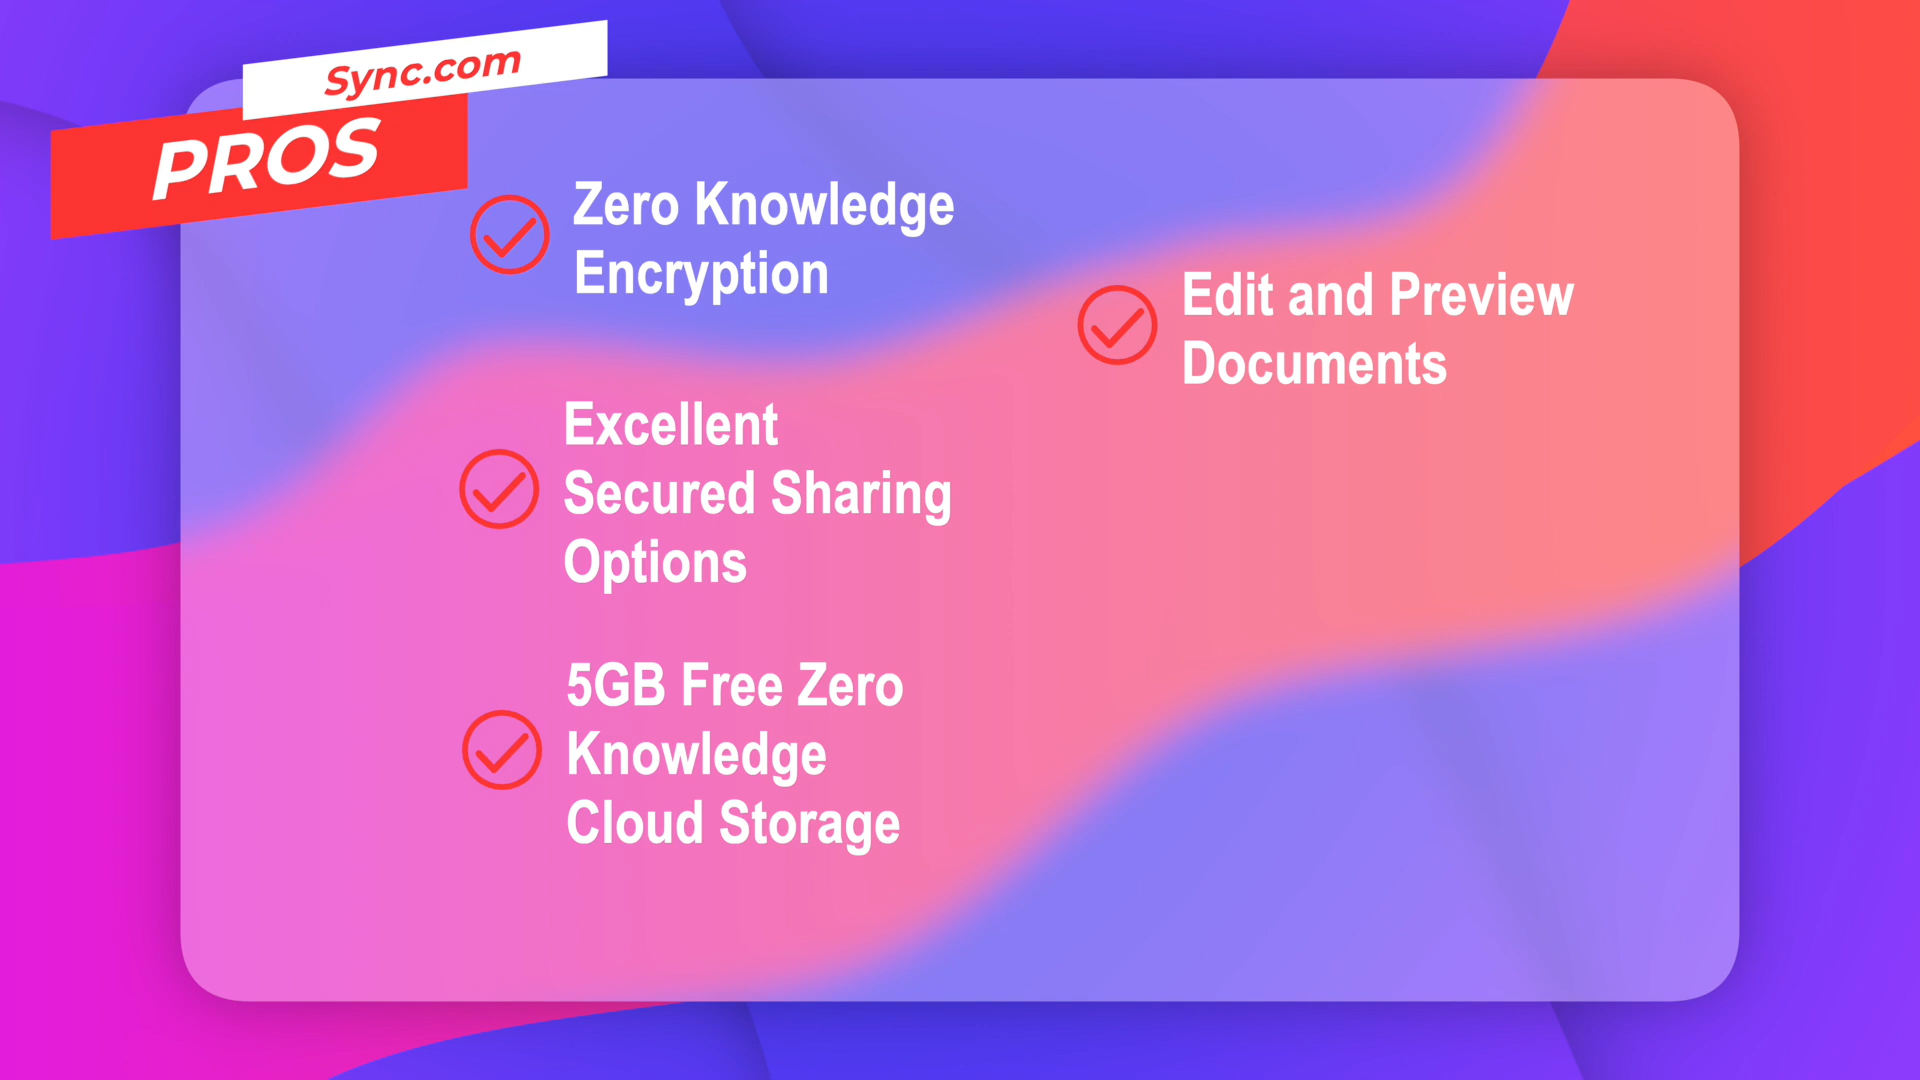 Sync.com
PROS
Zero Knowledge
Encryption
Excellent
Secured Sharing
Options
5GB Free Zero
Knowledge
Cloud Storage
Edit and Preview
Documents